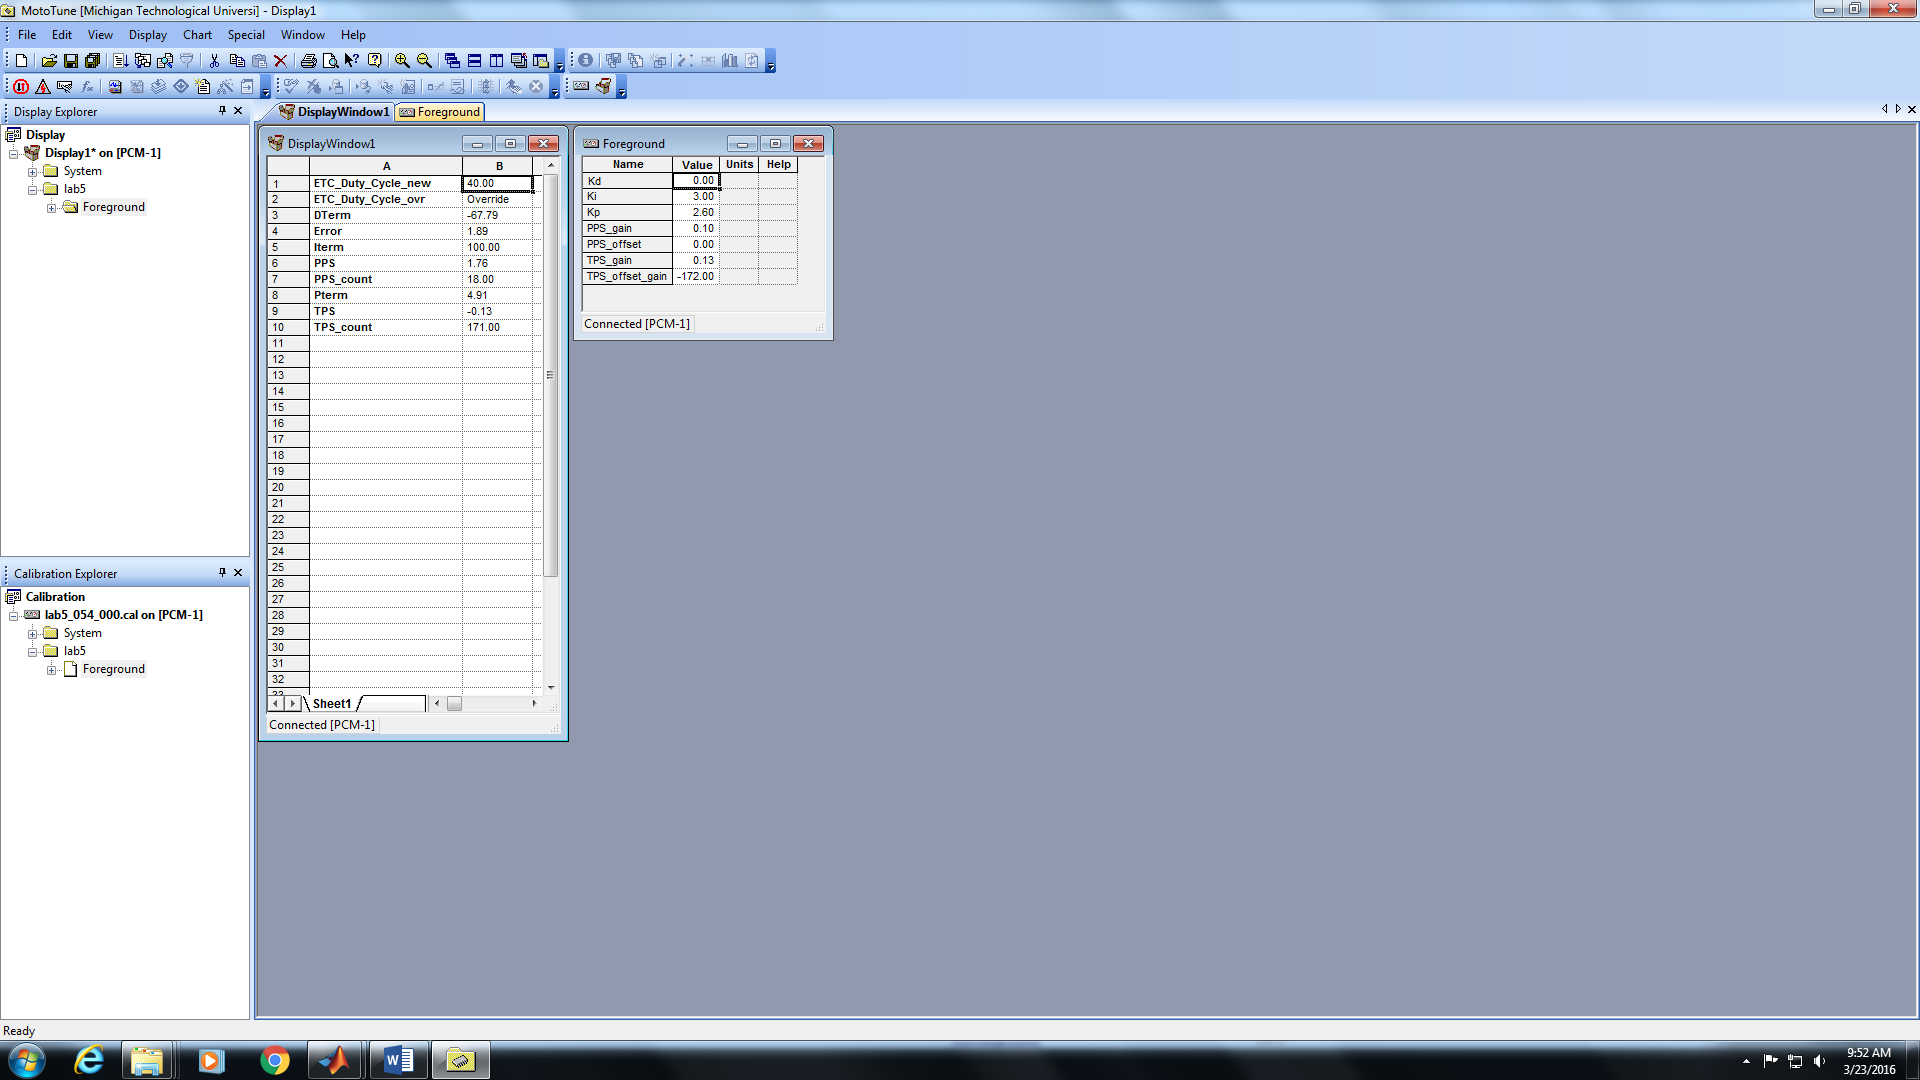 MotoTune [Michigan Technological Universi] - Display1
File Edit View Display Chart Special Window Help
Display Explorer
Display
Display1* on [PCM-1]
System
lab5
Foreground
Calibration Explorer
Calibration
lab5_054_000.cal on [PCM-1]
System
lab5
Foreground
DisplayWindow1 Foreground
DisplayWindow1
A B
1 ETC_Duty_Cycle_new 40.00
2 ETC_Duty_Cycle_ovr Override
3 DTerm -67.79
4 Error 1.89
5 Iterm 100.00
6 PPS 1.76
7 PPS_count 18.00
8 Pterm 4.91
9 TPS -0.13
10 TPS_count 171.00
11
12
13
14
15
16
17
18
19
20
21
22
23
24
25
26
27
28
29
30
31
32
33
Sheet1
Connected [PCM-1]
Foreground
Name Value Units Help
Kd 0.00
Ki 3.00
Kp 2.60
PPS_gain 0.10
PPS_offset 0.00
TPS_gain 0.13
TPS_offset_gain -172.00
Connected [PCM-1]
Ready
9:52 AM
3/23/2016